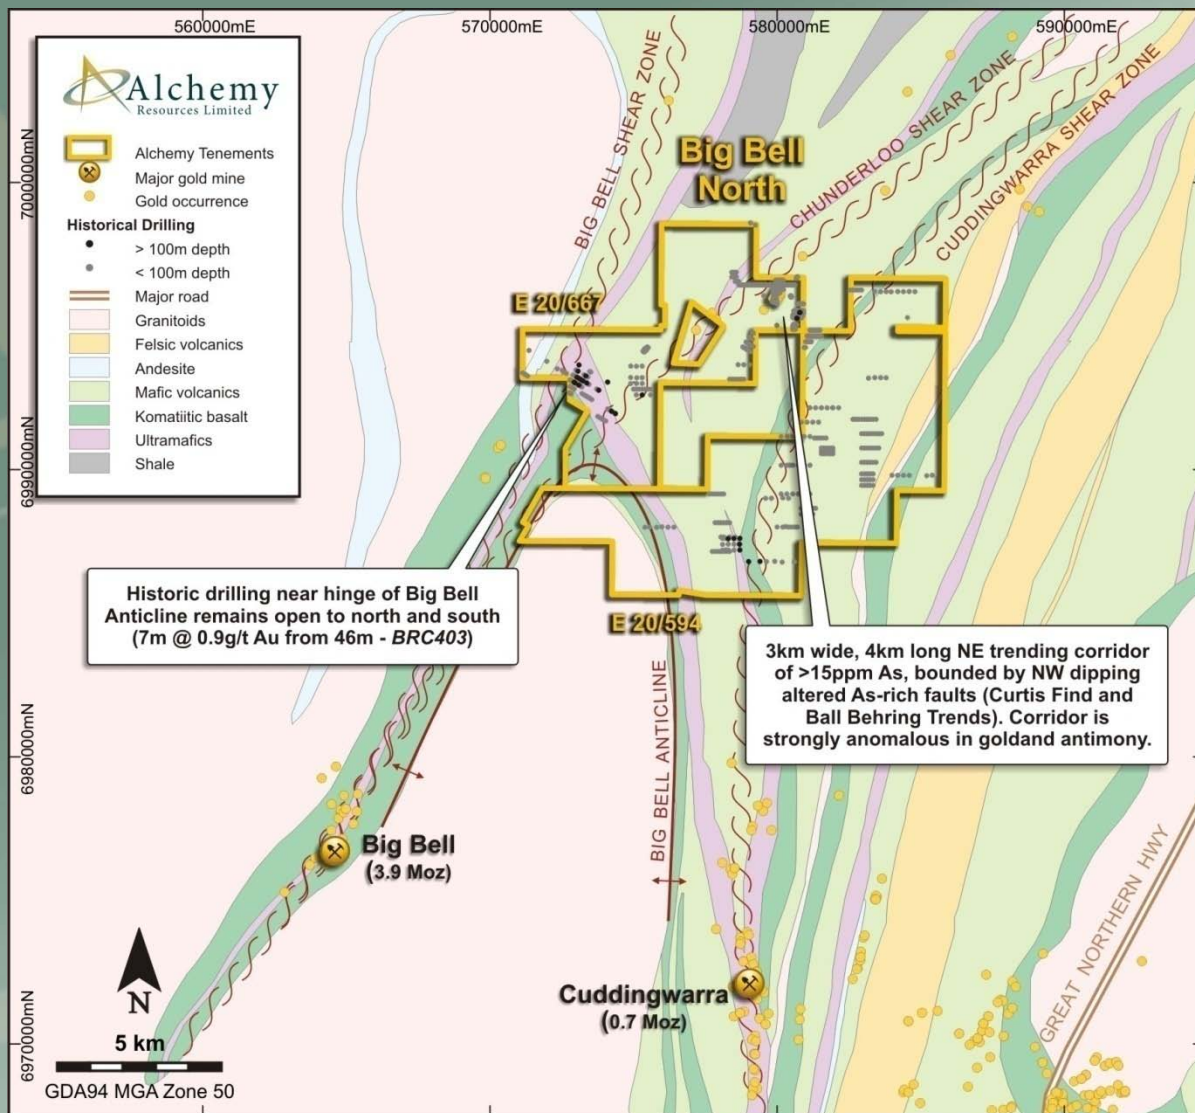 560000mE
570000mE
580000mE
590000mE
7000000mN
6990000mN
6980000mN
6970000mN
Alchemy
Resources Limited
Alchemy Tenements
Major gold mine
Gold occurrence
Historical Drilling
> 100m depth
< 100m depth
Major road
Granitoids
Felsic volcanics
Andesite
Mafic volcanics
Komatiitic basalt
Ultramafics
Shale
BIG BELL SHEAR ZONE
Big Bell
North
CHUNDERLOO SHEAR ZONE
CUDDINGWARRA SHEAR ZONE
E 20/667
Historic drilling near hinge of Big Bell
Anticline remains open to north and south
(7m @ 0.9g/t Au from 46m - BRC403)
E 20/594
3km wide, 4km long NE trending corridor
of >15ppm As, bounded by NW dipping
altered As-rich faults (Curtis Find and
Ball Behring Trends). Corridor is
strongly anomalous in goldand antimony.
BIG BELL ANTICLINE
Big Bell
(3.9 Moz)
Cuddingwarra
(0.7 Moz)
GREAT NORTHERN HWY
N
5 km
GDA94 MGA Zone 50